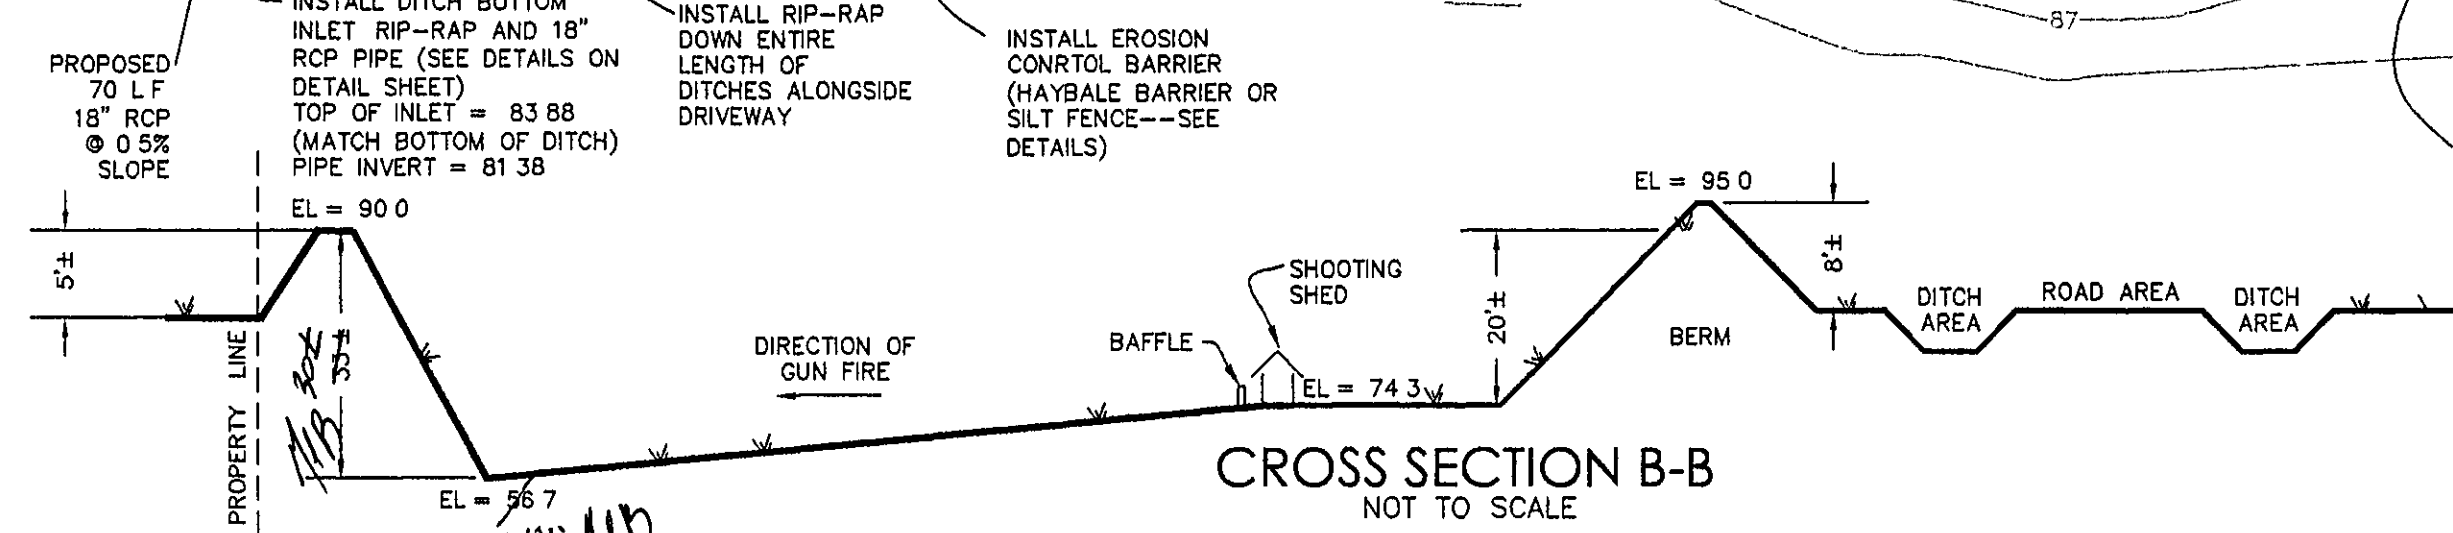 INSTALL DITCH BOTTOM
INLET RIP-RAP AND 18"
RCP PIPE (SEE DETAILS ON
DETAIL SHEET)
TOP OF INLET = 83 88
(MATCH BOTTOM OF DITCH)
PIPE INVERT = 81 38
PROPOSED
70 L F
18" RCP
@ 0 5%
SLOPE
INSTALL RIP-RAP
DOWN ENTIRE
LENGTH OF
DITCHES ALONGSIDE
DRIVEWAY
INSTALL EROSION
CONRTOL BARRIER
(HAYBALE BARRIER OR
SILT FENCE--SEE
DETAILS)
87
EL = 90 0
5'±
PROPERTY LINE
33'±
30±
EL = 56 7
DIRECTION OF
GUN FIRE
BAFFLE
SHOOTING
SHED
EL = 74 3
20'±
EL = 95 0
8'±
BERM
DITCH
AREA
ROAD AREA
DITCH
AREA
CROSS SECTION B-B
NOT TO SCALE